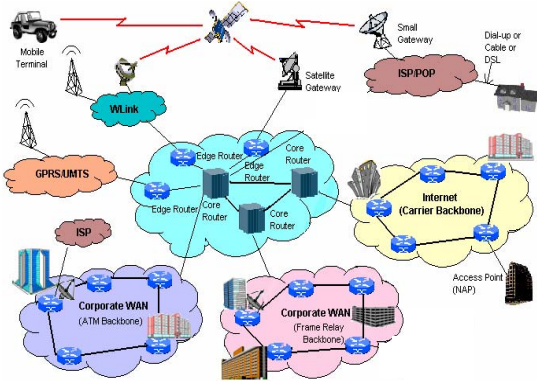 Mobile
Terminal
Small
Gateway
Dial-up or
Cable or
DSL
ISP/POP
Satellite
Gateway
WLink
Edge Router
Edge
Router
Core
Router
GPRS/UMTS
Edge Router
Core
Router
Core
Router
Internet
(Carrier Backbone)
ISP
Access Point
(NAP)
Corporate WAN
(ATM Backbone)
Corporate WAN
(Frame Relay
Backbone)